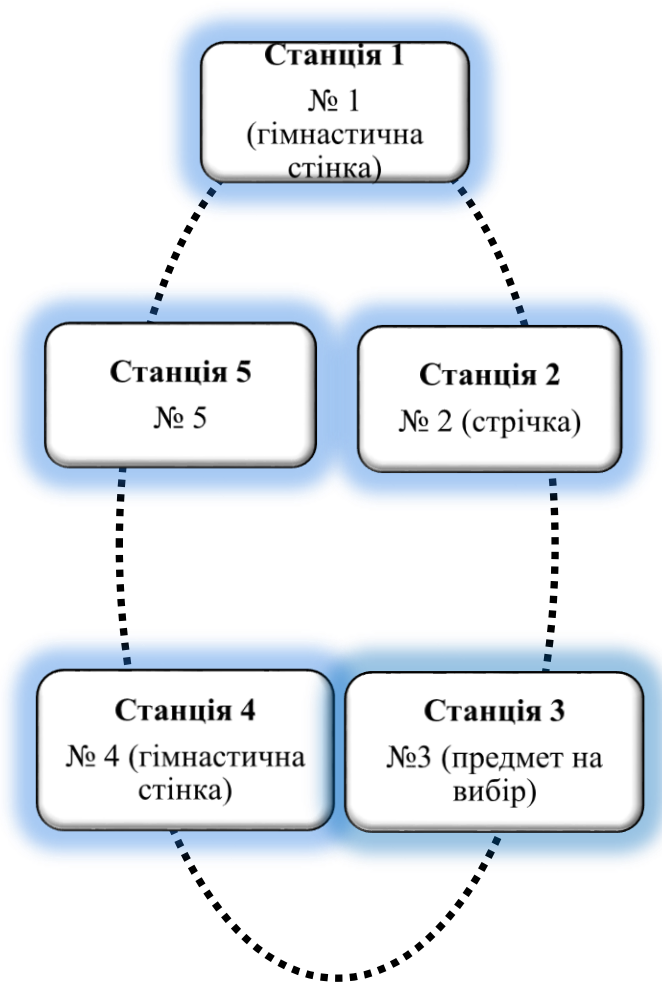 Станція 1
№ 1
(гімнастична
стінка)
Станція 5
№ 5
Станція 2
№ 2 (стрічка)
Станція 4
№ 4 (гімнастична
стінка)
Станція 3
№3 (предмет на
вибір)